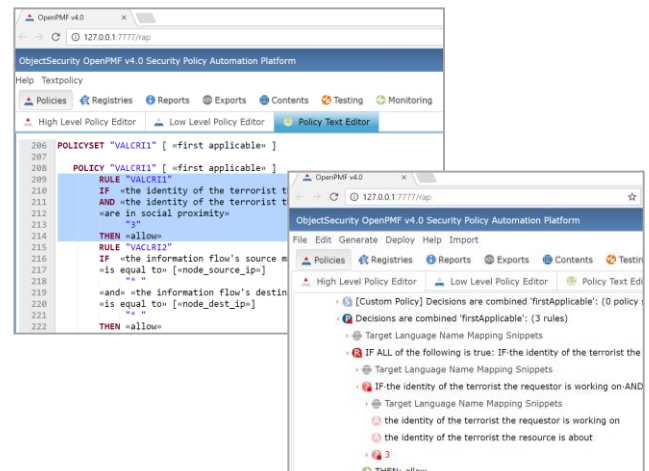 OpenPMF v4.0 ×
127.0.0.1:7777/rap
ObjectSecurity OpenPMF v4.0 Security Policy Automation Platform
Help Textpolicy
Policies Registries Reports Exports Contents Testing Monitoring
High Level Policy Editor Low Level Policy Editor Policy Text Editor
206 POLICYSET "VALCRI1" [ «first applicable» ]
207
208 POLICY "VALCRI1" [ «first applicable» ]
209 RULE "VALCRI1"
210 IF «the identity of the terrorist t
211 AND «the identity of the terrorist t
212 «are in social proximity»
213 "3"
214 THEN «allow»
215 RULE "VALCRI2"
216 IF «the information flow's source m
217 «is equal to» [«node_source_ip»]
218 "* "
219 «and» «the information flow's destin
220 «is equal to» [«node_dest_ip»]
221 "* "
222 THEN «allow»
OpenPMF v4.0 ×
127.0.0.1:7777/rap
ObjectSecurity OpenPMF v4.0 Security Policy Automation Platform
File Edit Generate Deploy Help Import
Policies Registries Reports Exports Contents Testin
High Level Policy Editor Low Level Policy Editor Policy Text Edi
[Custom Policy] Decisions are combined 'firstApplicable': (0 policy s
Decisions are combined 'firstApplicable': (3 rules)
Target Language Name Mapping Snippets
IF ALL of the following is true: IF-the identity of the terrorist the
Target Language Name Mapping Snippets
IF-the identity of the terrorist the requestor is working on-AND
Target Language Name Mapping Snippets
the identity of the terrorist the requestor is working on
the identity of the terrorist the resource is about
3
THEN: allow